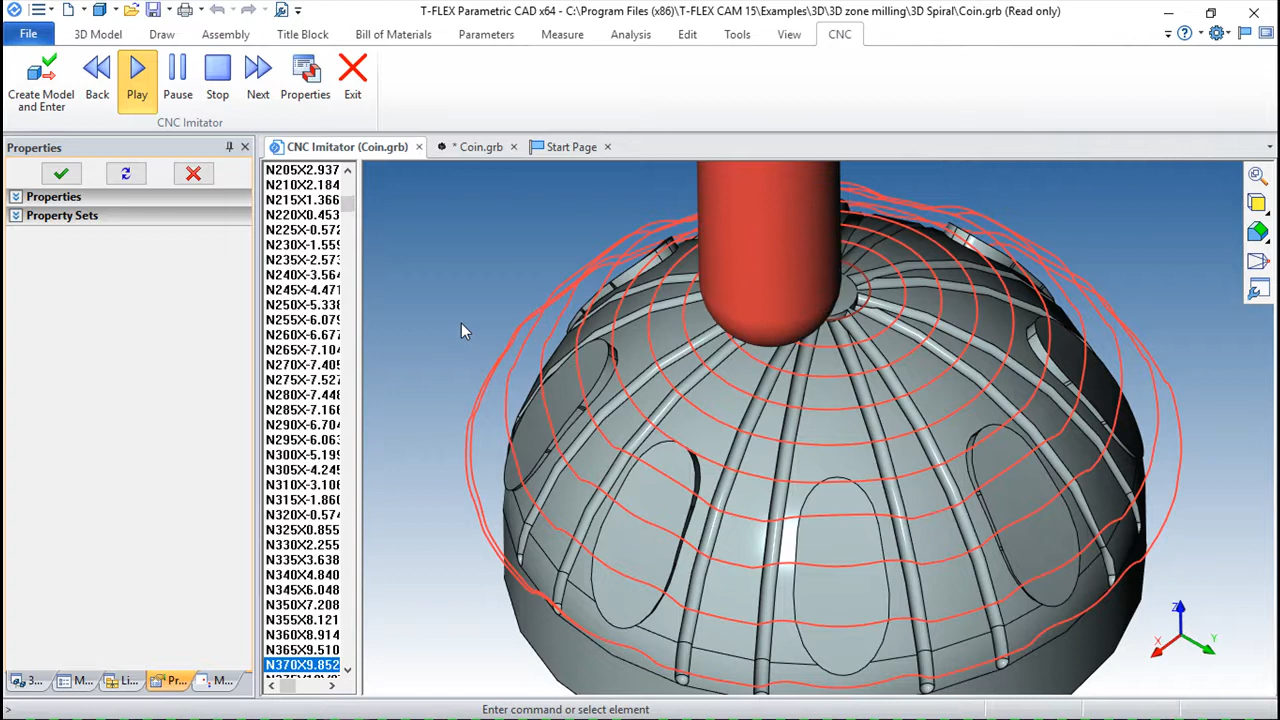 T-FLEX Parametric CAD x64 - C:\Program Files (x86)\T-FLEX CAM 15\Examples\3D\3D zone milling\3D Spiral\Coin.grb (Read only)
File
3D Model
Draw
Assembly
Title Block
Bill of Materials
Parameters
Measure
Analysis
Edit
Tools
View
CNC
Create Model
and Enter
Back
Play
Pause
Stop
Next
Properties
Exit
CNC Imitator
Properties
CNC Imitator (Coin.grb)
* Coin.grb
Start Page
Properties
Property Sets
N205X2.937
N210X2.184
N215X1.366
N220X0.453
N225X-0.572
N230X-1.559
N235X-2.573
N240X-3.564
N245X-4.471
N250X-5.338
N255X-6.079
N260X-6.677
N265X-7.104
N270X-7.405
N275X-7.527
N280X-7.448
N285X-7.166
N290X-6.704
N295X-6.063
N300X-5.199
N305X-4.245
N310X-3.106
N315X-1.860
N320X-0.574
N325X0.855
N330X2.255
N335X3.638
N340X4.840
N345X6.048
N350X7.208
N355X8.121
N360X8.914
N365X9.510
N370X9.852
Z
X
Y
3...
M...
Li...
Pr...
M...
>
Enter command or select element